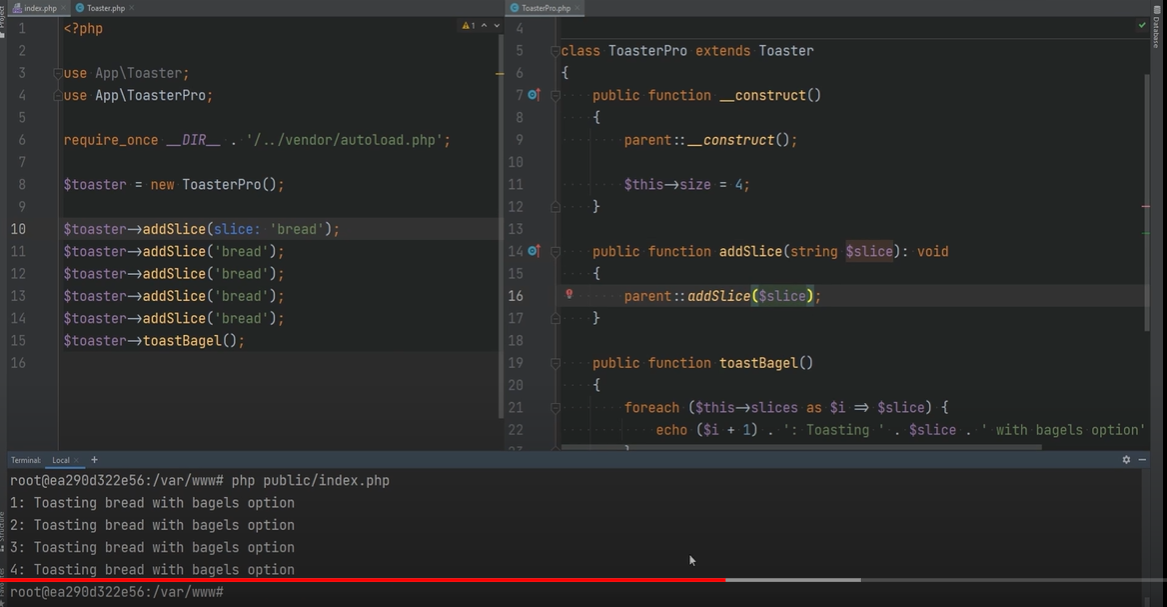 index.php
Toaster.php
ToasterPro.php
Project
Database
1
1 <?php
2
3 use App\Toaster;
4 use App\ToasterPro;
5
6 require_once __DIR__ . '/../vendor/autoload.php';
7
8 $toaster = new ToasterPro();
9
10 $toaster->addSlice(slice: 'bread');
11 $toaster->addSlice('bread');
12 $toaster->addSlice('bread');
13 $toaster->addSlice('bread');
14 $toaster->addSlice('bread');
15 $toaster->toastBagel();
16
4
5 class ToasterPro extends Toaster
6 {
7 public function __construct()
8 {
9 parent::__construct();
10
11 $this->size = 4;
12 }
13
14 public function addSlice(string $slice): void
15 {
16 parent::addSlice($slice);
17 }
18
19 public function toastBagel()
20 {
21 foreach ($this->slices as $i => $slice) {
22 echo ($i + 1) . ': Toasting ' . $slice . ' with bagels option'
Terminal: Local +
root@ea290d322e56:/var/www# php public/index.php
1: Toasting bread with bagels option
2: Toasting bread with bagels option
3: Toasting bread with bagels option
4: Toasting bread with bagels option
root@ea290d322e56:/var/www#
Structure